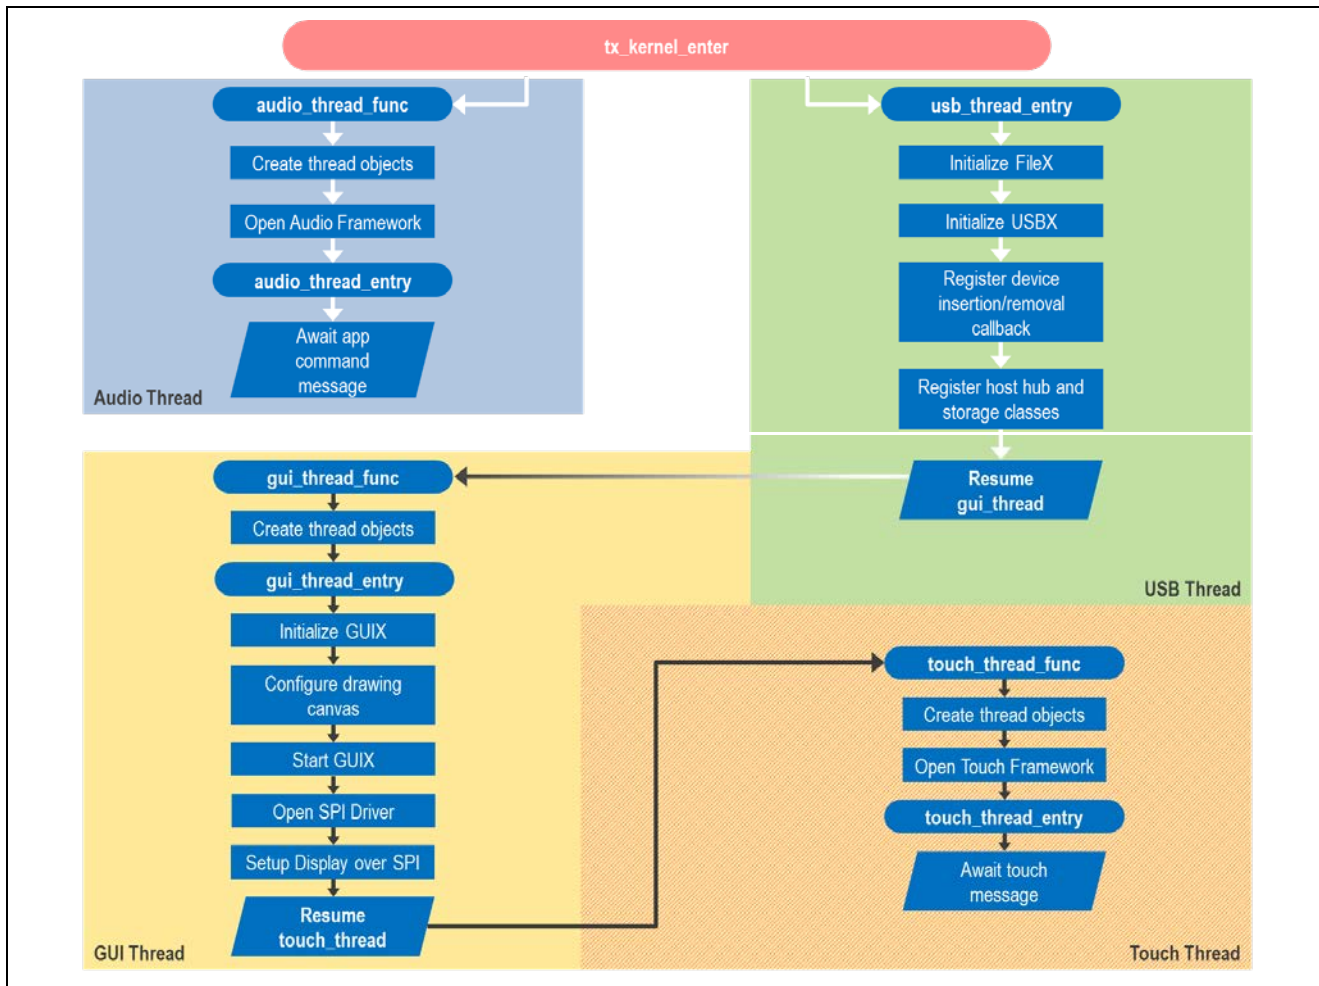 tx_kernel_enter
audio_thread_func
Create thread objects
Open Audio Framework
audio_thread_entry
Await app
command
message
Audio Thread
usb_thread_entry
Initialize FileX
Initialize USBX
Register device
insertion/removal
callback
Register host hub and
storage classes
Resume
gui_thread
USB Thread
gui_thread_func
Create thread objects
gui_thread_entry
Initialize GUIX
Configure drawing
canvas
Start GUIX
Open SPI Driver
Setup Display over SPI
Resume
touch_thread
GUI Thread
touch_thread_func
Create thread objects
Open Touch Framework
touch_thread_entry
Await touch
message
Touch Thread